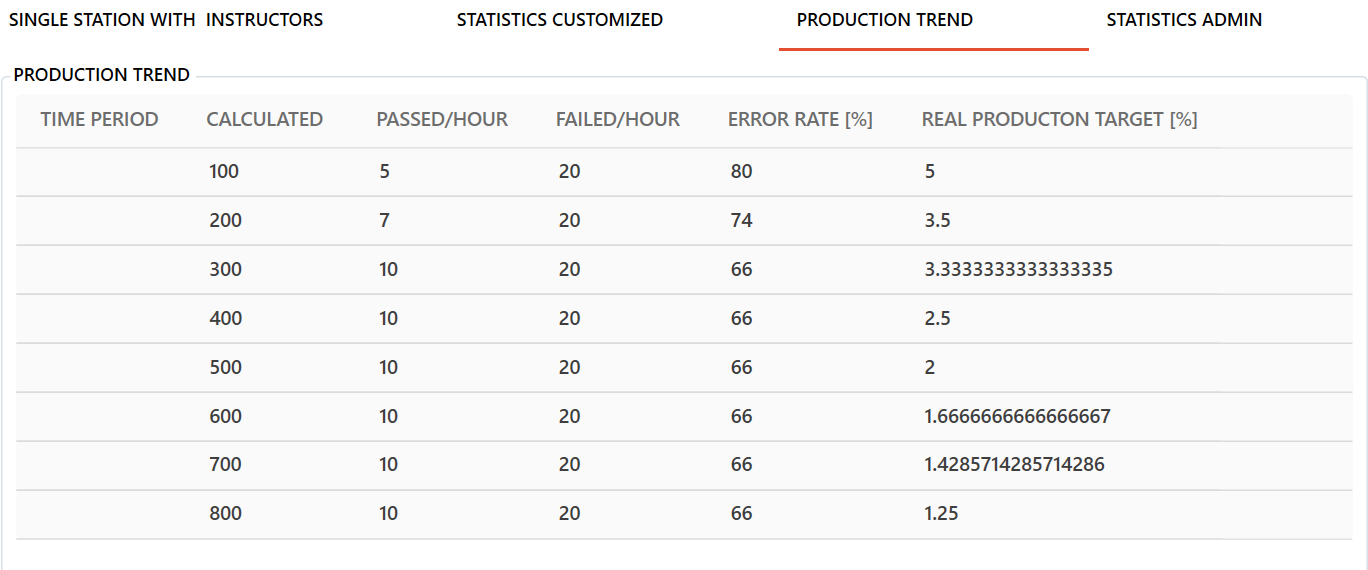 SINGLE STATION WITH INSTRUCTORS STATISTICS CUSTOMIZED PRODUCTION TREND STATISTICS ADMIN
PRODUCTION TREND
TIME PERIOD CALCULATED PASSED/HOUR FAILED/HOUR ERROR RATE [%] REAL PRODUCTON TARGET [%]
100 5 20 80 5
200 7 20 74 3.5
300 10 20 66 3.3333333333333335
400 10 20 66 2.5
500 10 20 66 2
600 10 20 66 1.6666666666666667
700 10 20 66 1.4285714285714286
800 10 20 66 1.25